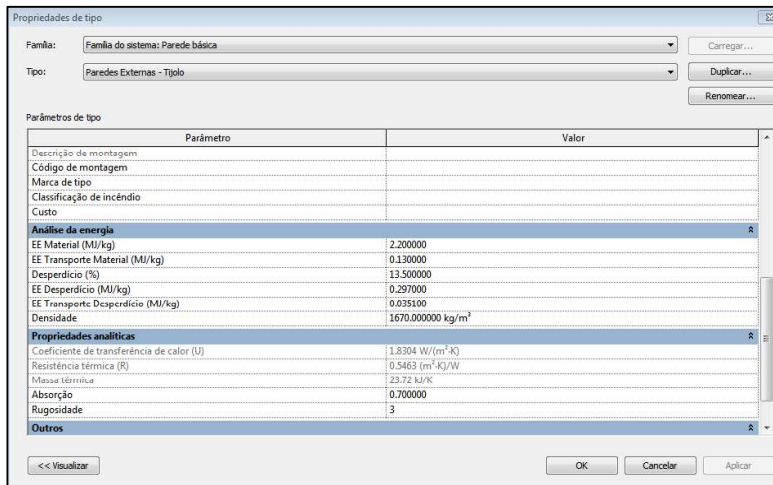 Propriedades de tipo
Família: Família do sistema: Parede básica Carregar...
Tipo: Paredes Externas - Tijolo Duplicar...
Renomear...
Parâmetros de tipo
Parâmetro Valor
Descrição de montagem
Código de montagem
Marca de tipo
Classificação de incêndio
Custo
Análise da energia
EE Material (MJ/kg) 2.200000
EE Transporte Material (MJ/kg) 0.130000
Desperdício (%) 13.500000
EE Desperdício (MJ/kg) 0.297000
EE Transporte Desperdício (MJ/kg) 0.035100
Densidade 1670.000000 kg/m³
Propriedades analíticas
Coeficiente de transferência de calor (U) 1.8304 W/(m²·K)
Resistência térmica (R) 0.5463 (m²·K)/W
Massa térmica 23.72 kJ/K
Absorção 0.700000
Rugosidade 3
Outros
<< Visualizar OK Cancelar Aplicar